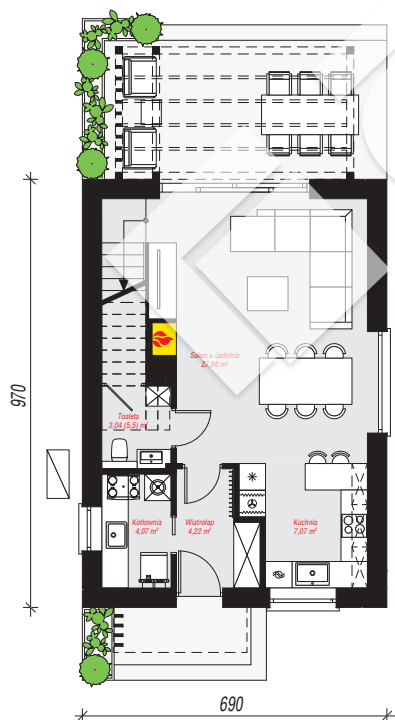 Salon + Jadalnia
27,98 m²
Toaleta
3,04 (5,5) m²
Kotłownia
4,07 m²
Wiatrołap
4,22 m²
Kuchnia
7,07 m²
970
690